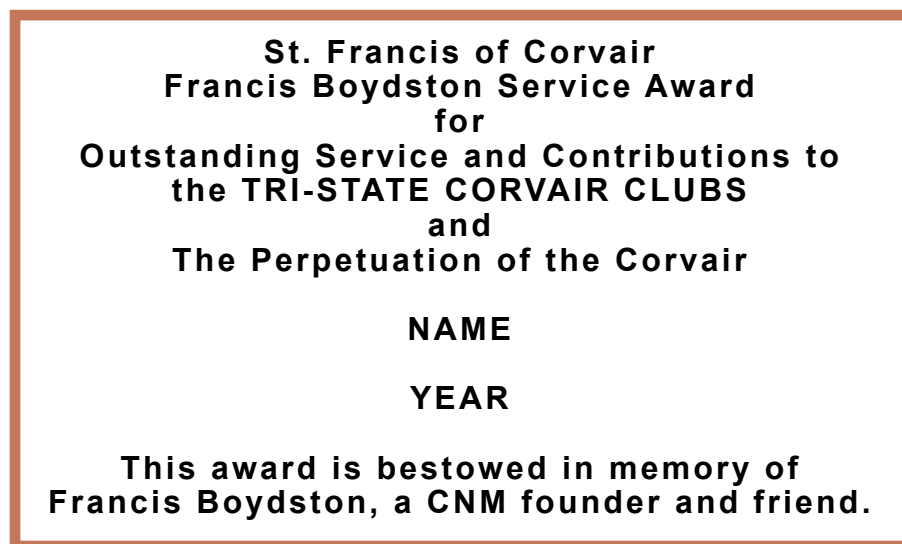 St. Francis of Corvair
Francis Boydston Service Award
for
Outstanding Service and Contributions to
the TRI-STATE CORVAIR CLUBS
and
The Perpetuation of the Corvair
NAME
YEAR
This award is bestowed in memory of
Francis Boydston, a CNM founder and friend.